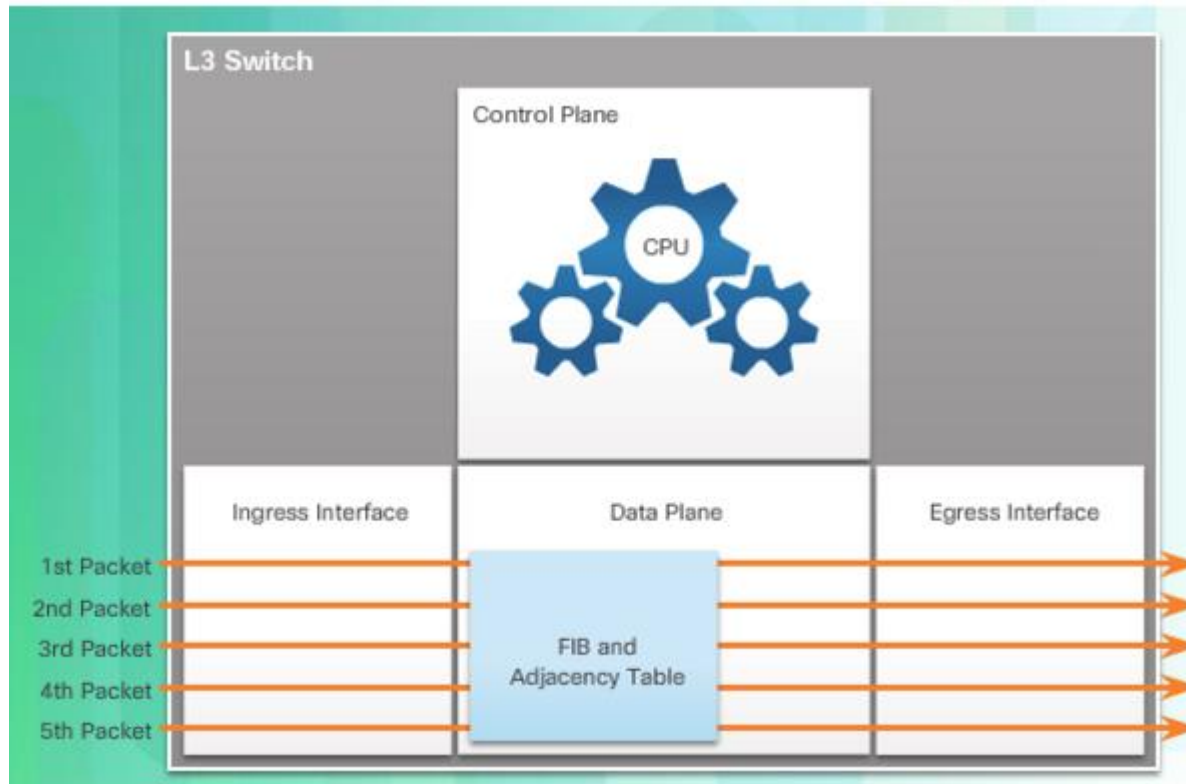 L3 Switch
Control Plane
CPU
Ingress Interface
Data Plane
Egress Interface
1st Packet
2nd Packet
3rd Packet
4th Packet
5th Packet
FIB and
Adjacency Table